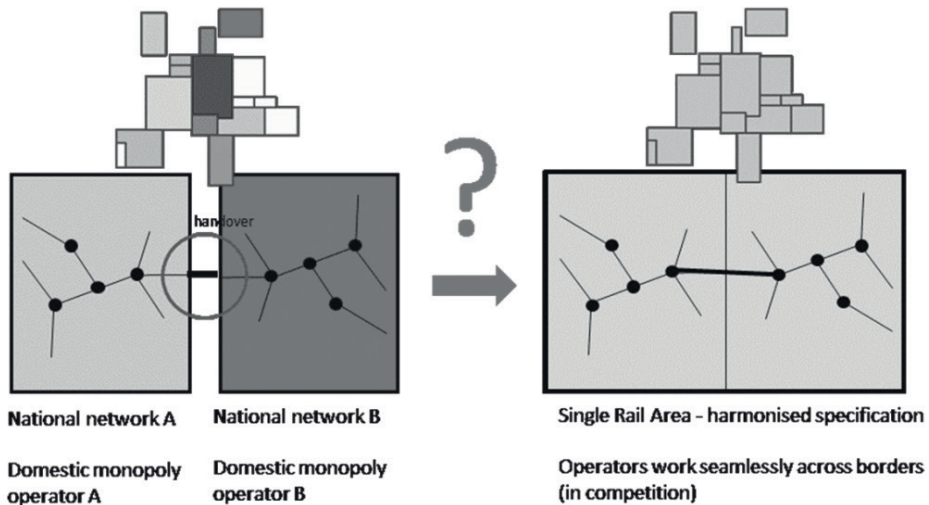 ?
handover
National network A
National network B
Single Rail Area – harmonised specification
Domestic monopoly
operator A
Domestic monopoly
operator B
Operators work seamlessly across borders
(in competition)